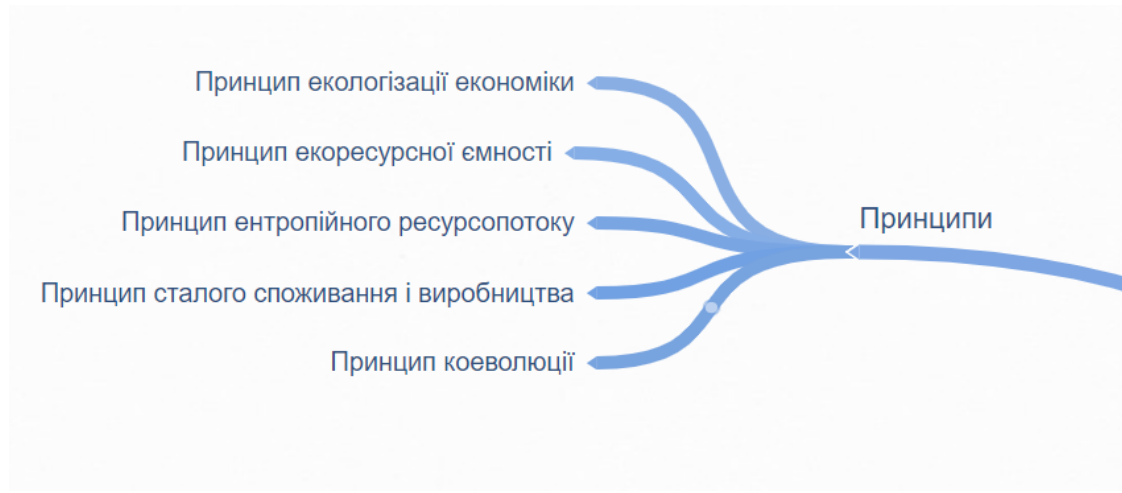 Принцип екологізації економіки
Принцип екоресурсної ємності
Принцип ентропійного ресурсопотоку
Принцип сталого споживання і виробництва
Принцип коеволюції
Принципи